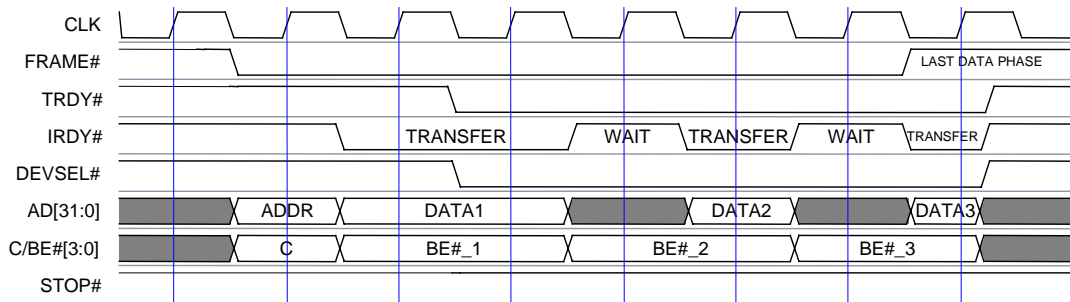 CLK
FRAME# LAST DATA PHASE
TRDY#
IRDY# TRANSFER WAIT TRANSFER WAIT TRANSFER
DEVSEL#
AD[31:0] ADDR DATA1 DATA2 DATA3
C/BE#[3:0] C BE#_1 BE#_2 BE#_3
STOP#